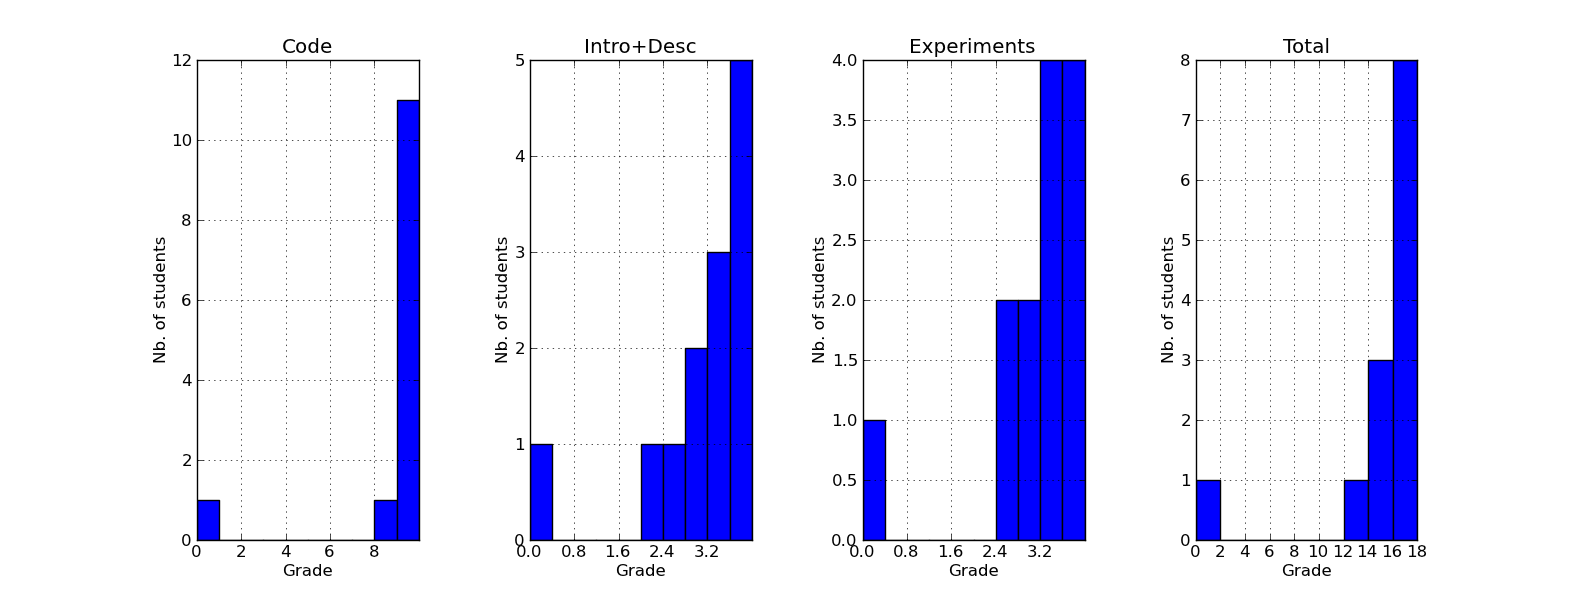 Code
12
10
8
6
4
2
0
0 2 4 6 8
Grade
Nb. of students
Intro+Desc
5
4
3
2
1
0
0.0 0.8 1.6 2.4 3.2
Grade
Nb. of students
Experiments
4.0
3.5
3.0
2.5
2.0
1.5
1.0
0.5
0.0
0.0 0.8 1.6 2.4 3.2
Grade
Nb. of students
Total
8
7
6
5
4
3
2
1
0
0 2 4 6 8 10 12 14 16 18
Grade
Nb. of students